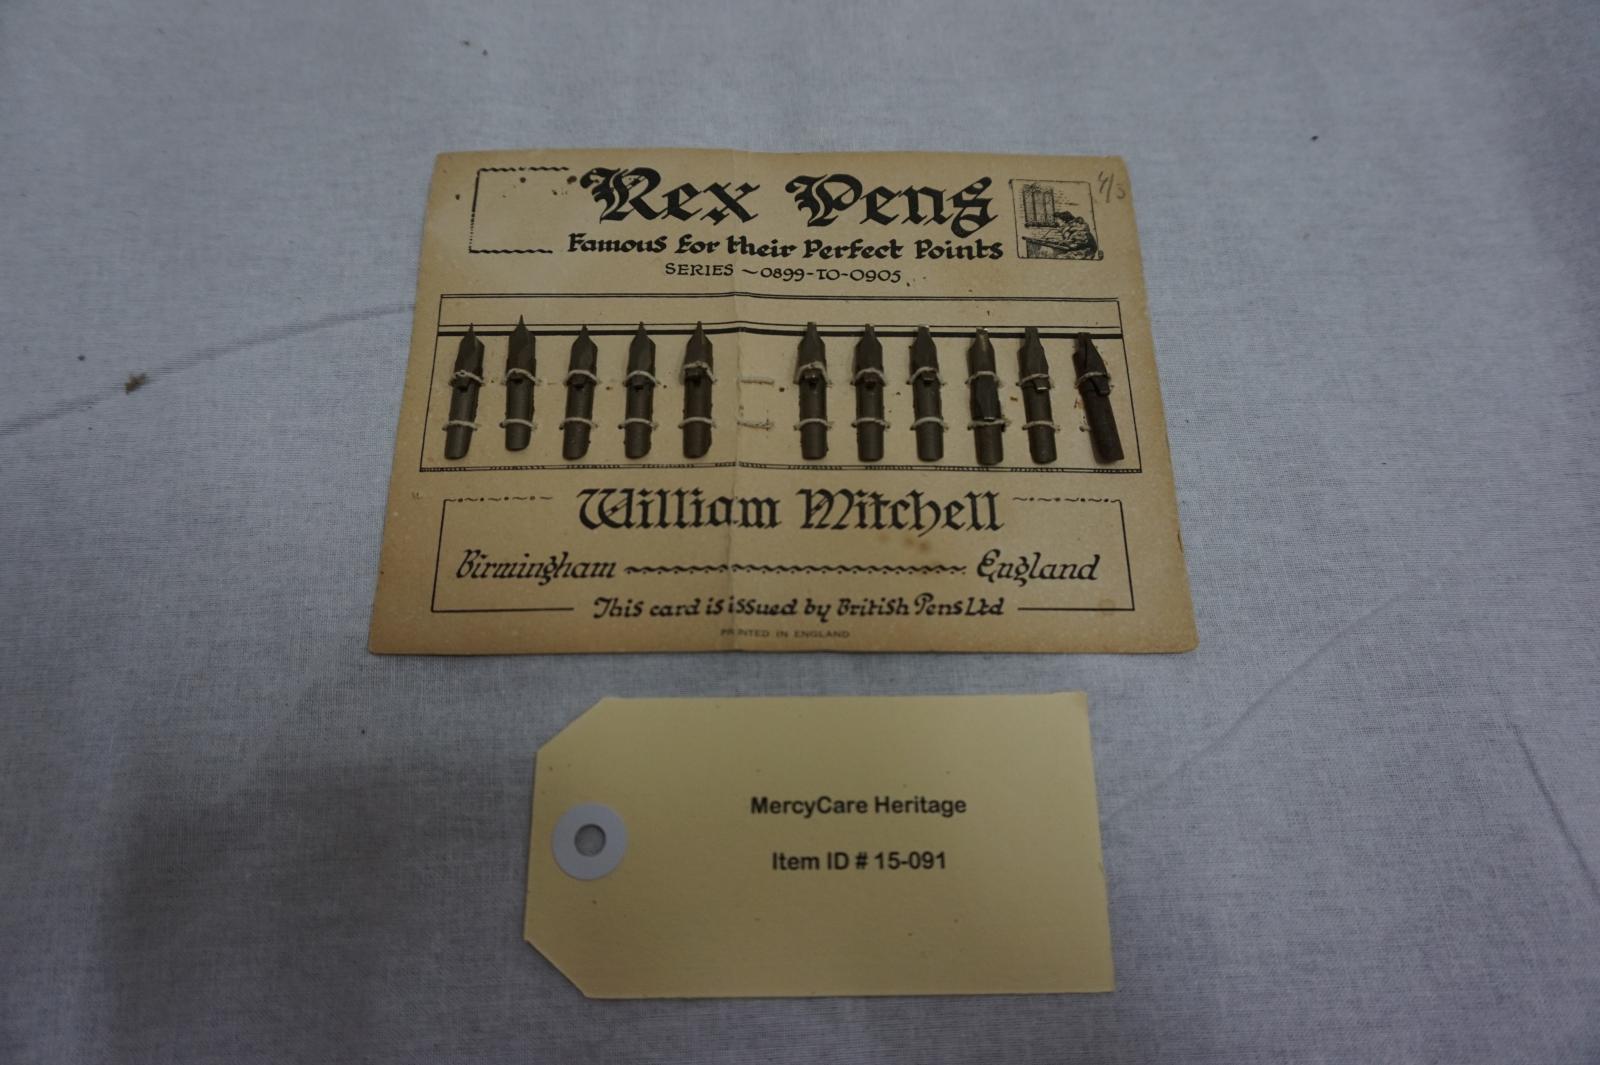 Rex Pens
4/3
Famous for their Perfect Points
SERIES ~ 0899-TO-0905
William Mitchell
Birmingham England
This card is issued by British Pens Ltd
PRINTED IN ENGLAND
MercyCare Heritage
Item ID # 15-091